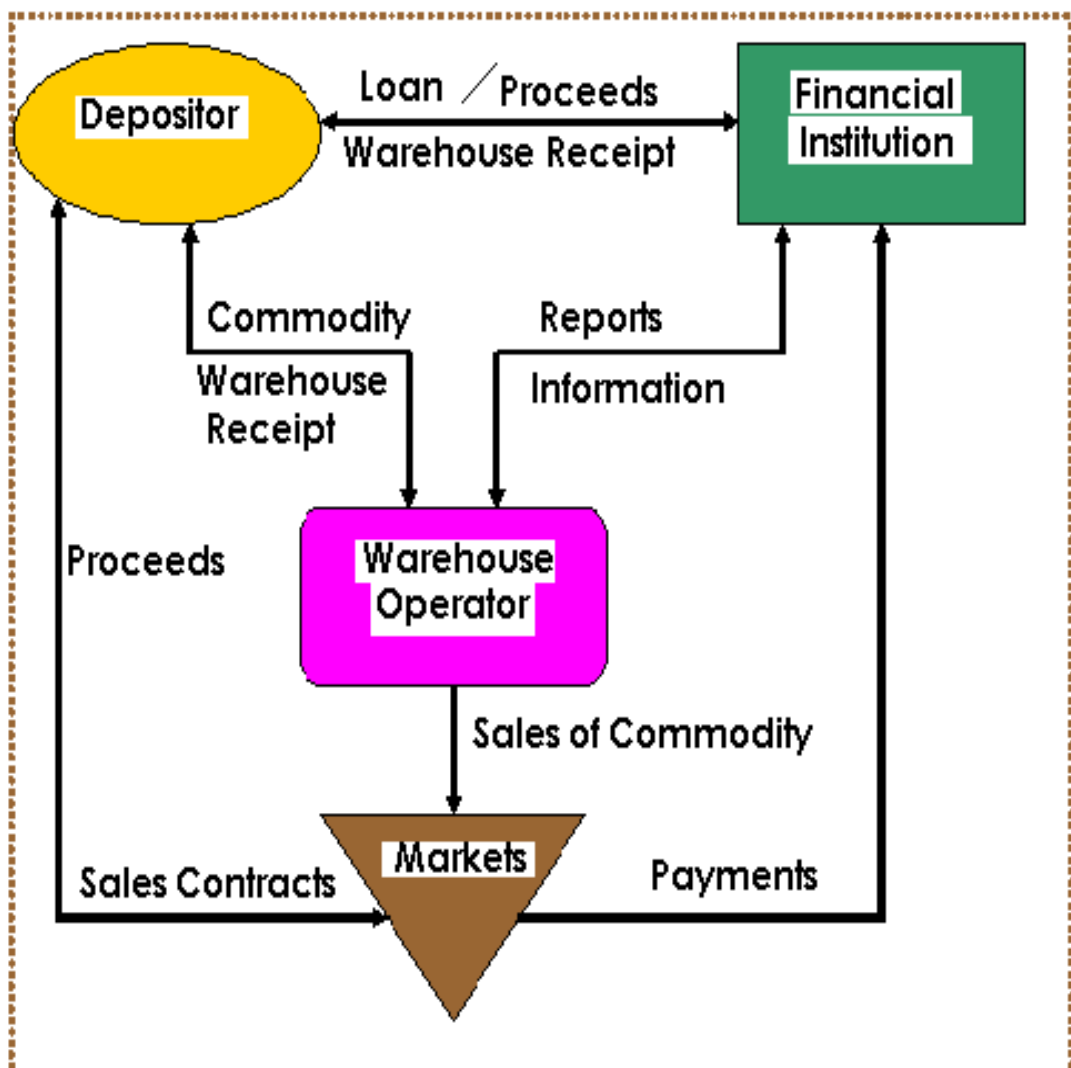 Depositor
Loan / Proceeds
Warehouse Receipt
Financial
Institution
Commodity
Warehouse
Receipt
Reports
Information
Proceeds
Warehouse
Operator
Sales of Commodity
Markets
Sales Contracts
Payments